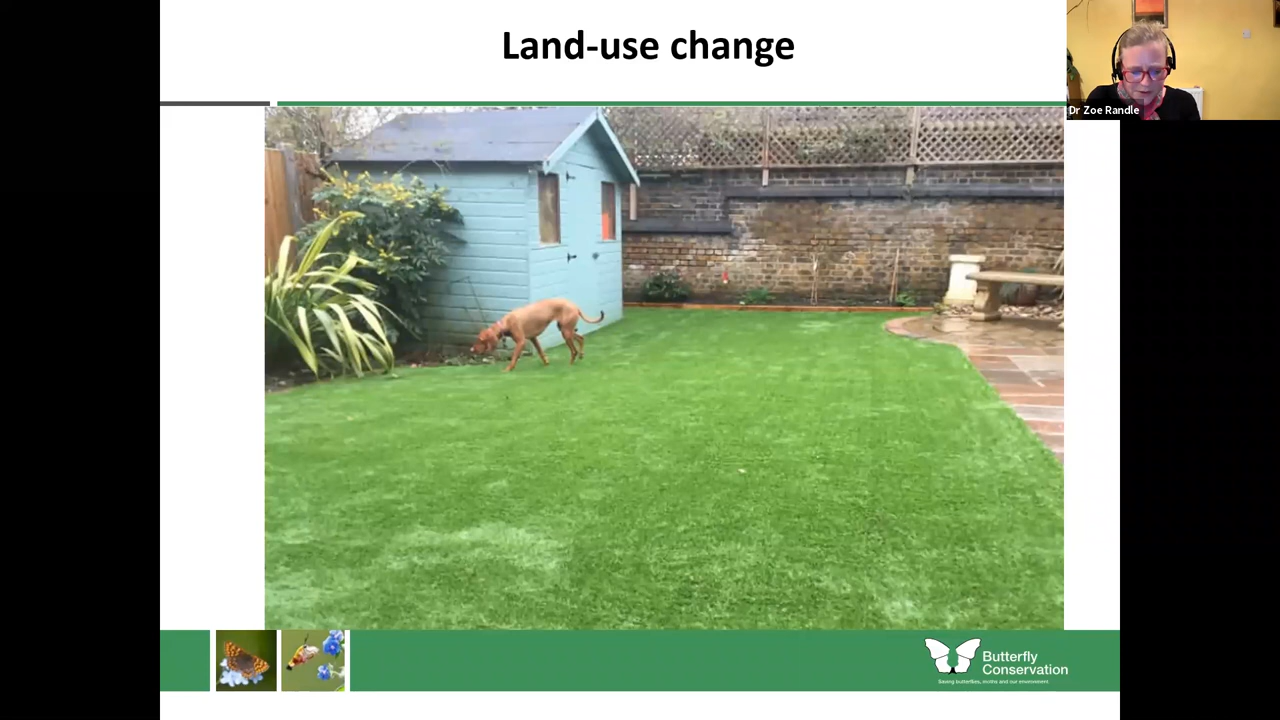 Land-use change
Dr Zoe Randle
Butterfly
Conservation
Saving butterflies, moths and our environment